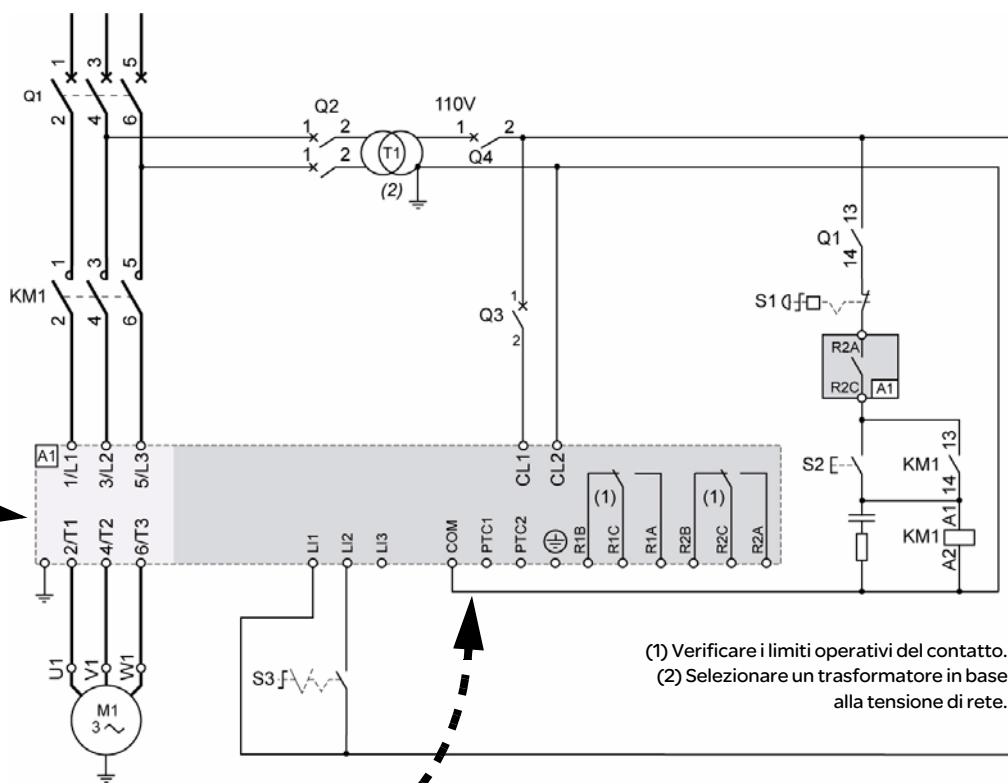 1 3 5
Q1
2 4 6
Q2
110V
1 2
1 2
T1
1 2
Q4
(2)
13
Q1
14
1 3 5
KM1
2 4 6
1
Q3
2
S1
R2A
R2C A1
A1
1/L1 3/L2 5/L3
CL1 CL2
S2
13
KM1
14
(1) (1)
2/T1 4/T2 6/T3
LI1 LI2 LI3 COM PTC1 PTC2 R1B R1C R1A R2B R2C R2A
A1
KM1
A2
U1 V1 W1
S3
M1
3
(1) Verificare i limiti operativi del contatto.
(2) Selezionare un trasformatore in base
alla tensione di rete.